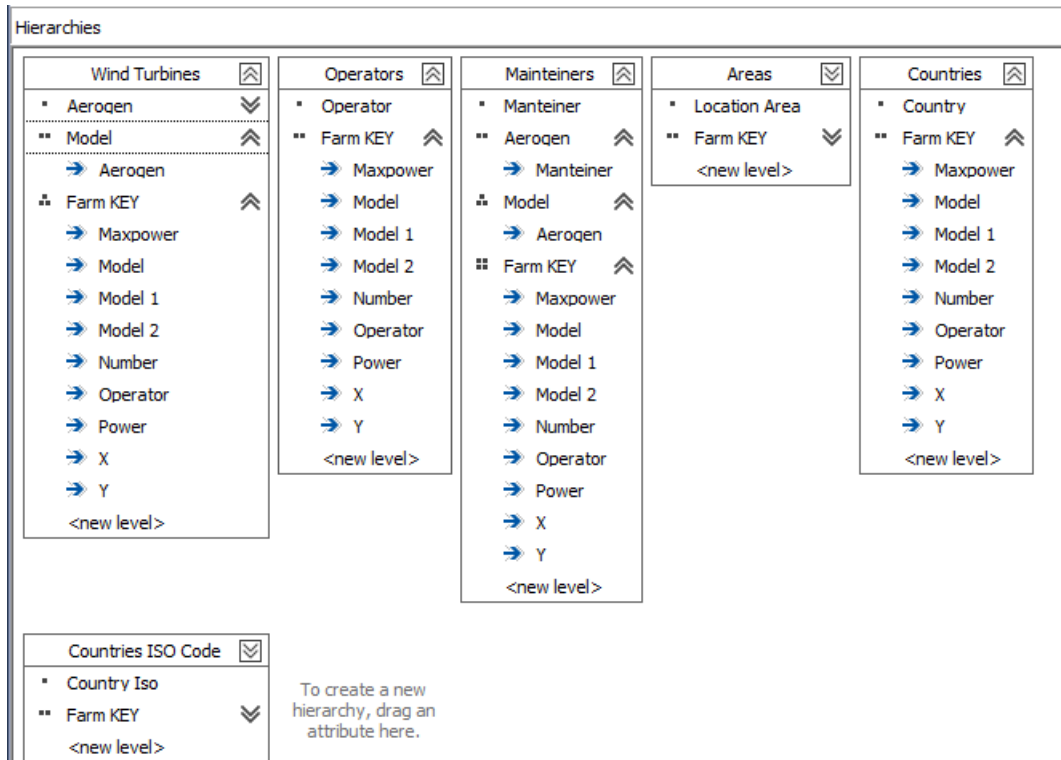 Hierarchies
Wind Turbines
Aerogen
Model
Aerogen
Farm KEY
Maxpower
Model
Model 1
Model 2
Number
Operator
Power
X
Y
<new level>
Operators
Operator
Farm KEY
Maxpower
Model
Model 1
Model 2
Number
Operator
Power
X
Y
<new level>
Mainteiners
Manteiner
Aerogen
Manteiner
Model
Aerogen
Farm KEY
Maxpower
Model
Model 1
Model 2
Number
Operator
Power
X
Y
<new level>
Areas
Location Area
Farm KEY
<new level>
Countries
Country
Farm KEY
Maxpower
Model
Model 1
Model 2
Number
Operator
Power
X
Y
<new level>
Countries ISO Code
Country Iso
Farm KEY
<new level>
To create a new
hierarchy, drag an
attribute here.